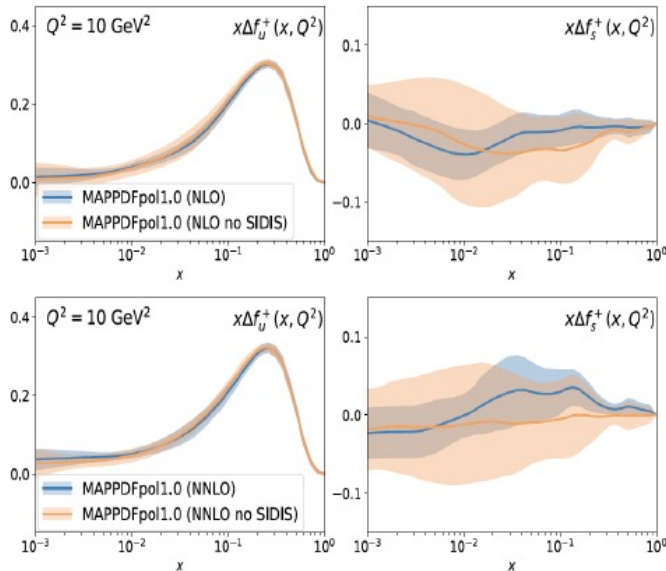 Q² = 10 GeV² xΔf_u⁺(x, Q²)
0.4
0.2
0.0
MAPPDFpol1.0 (NLO)
MAPPDFpol1.0 (NLO no SIDIS)
10⁻³ 10⁻² 10⁻¹ 10⁰
x
xΔf_s⁺(x, Q²)
0.1
0.0
−0.1
10⁻³ 10⁻² 10⁻¹ 10⁰
x
Q² = 10 GeV² xΔf_u⁺(x, Q²)
0.4
0.2
0.0
MAPPDFpol1.0 (NNLO)
MAPPDFpol1.0 (NNLO no SIDIS)
10⁻³ 10⁻² 10⁻¹ 10⁰
x
xΔf_s⁺(x, Q²)
0.1
0.0
−0.1
10⁻³ 10⁻² 10⁻¹ 10⁰
x